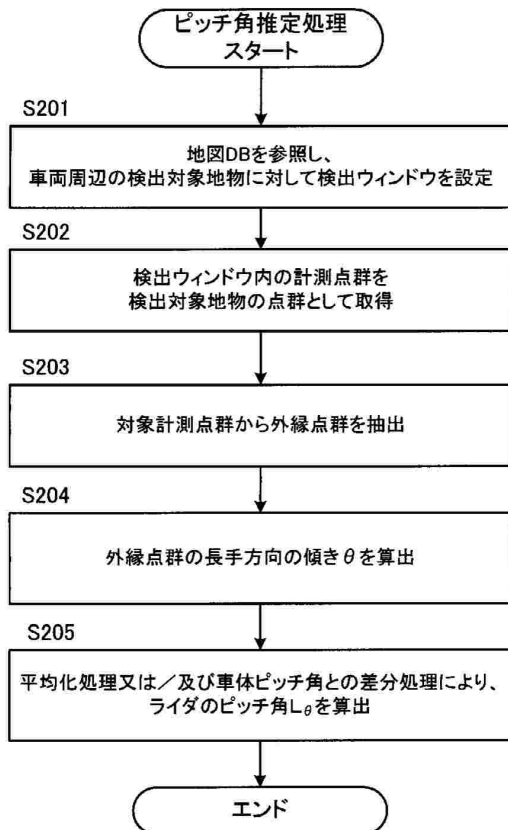 ピッチ角推定処理
スタート
S201
地図DBを参照し、
車両周辺の検出対象地物に対して検出ウィンドウを設定
S202
検出ウィンドウ内の計測点群を
検出対象地物の点群として取得
S203
対象計測点群から外縁点群を抽出
S204
外縁点群の長手方向の傾きθを算出
S205
平均化処理又は／及び車体ピッチ角との差分処理により、
ライダのピッチ角Lθを算出
エンド